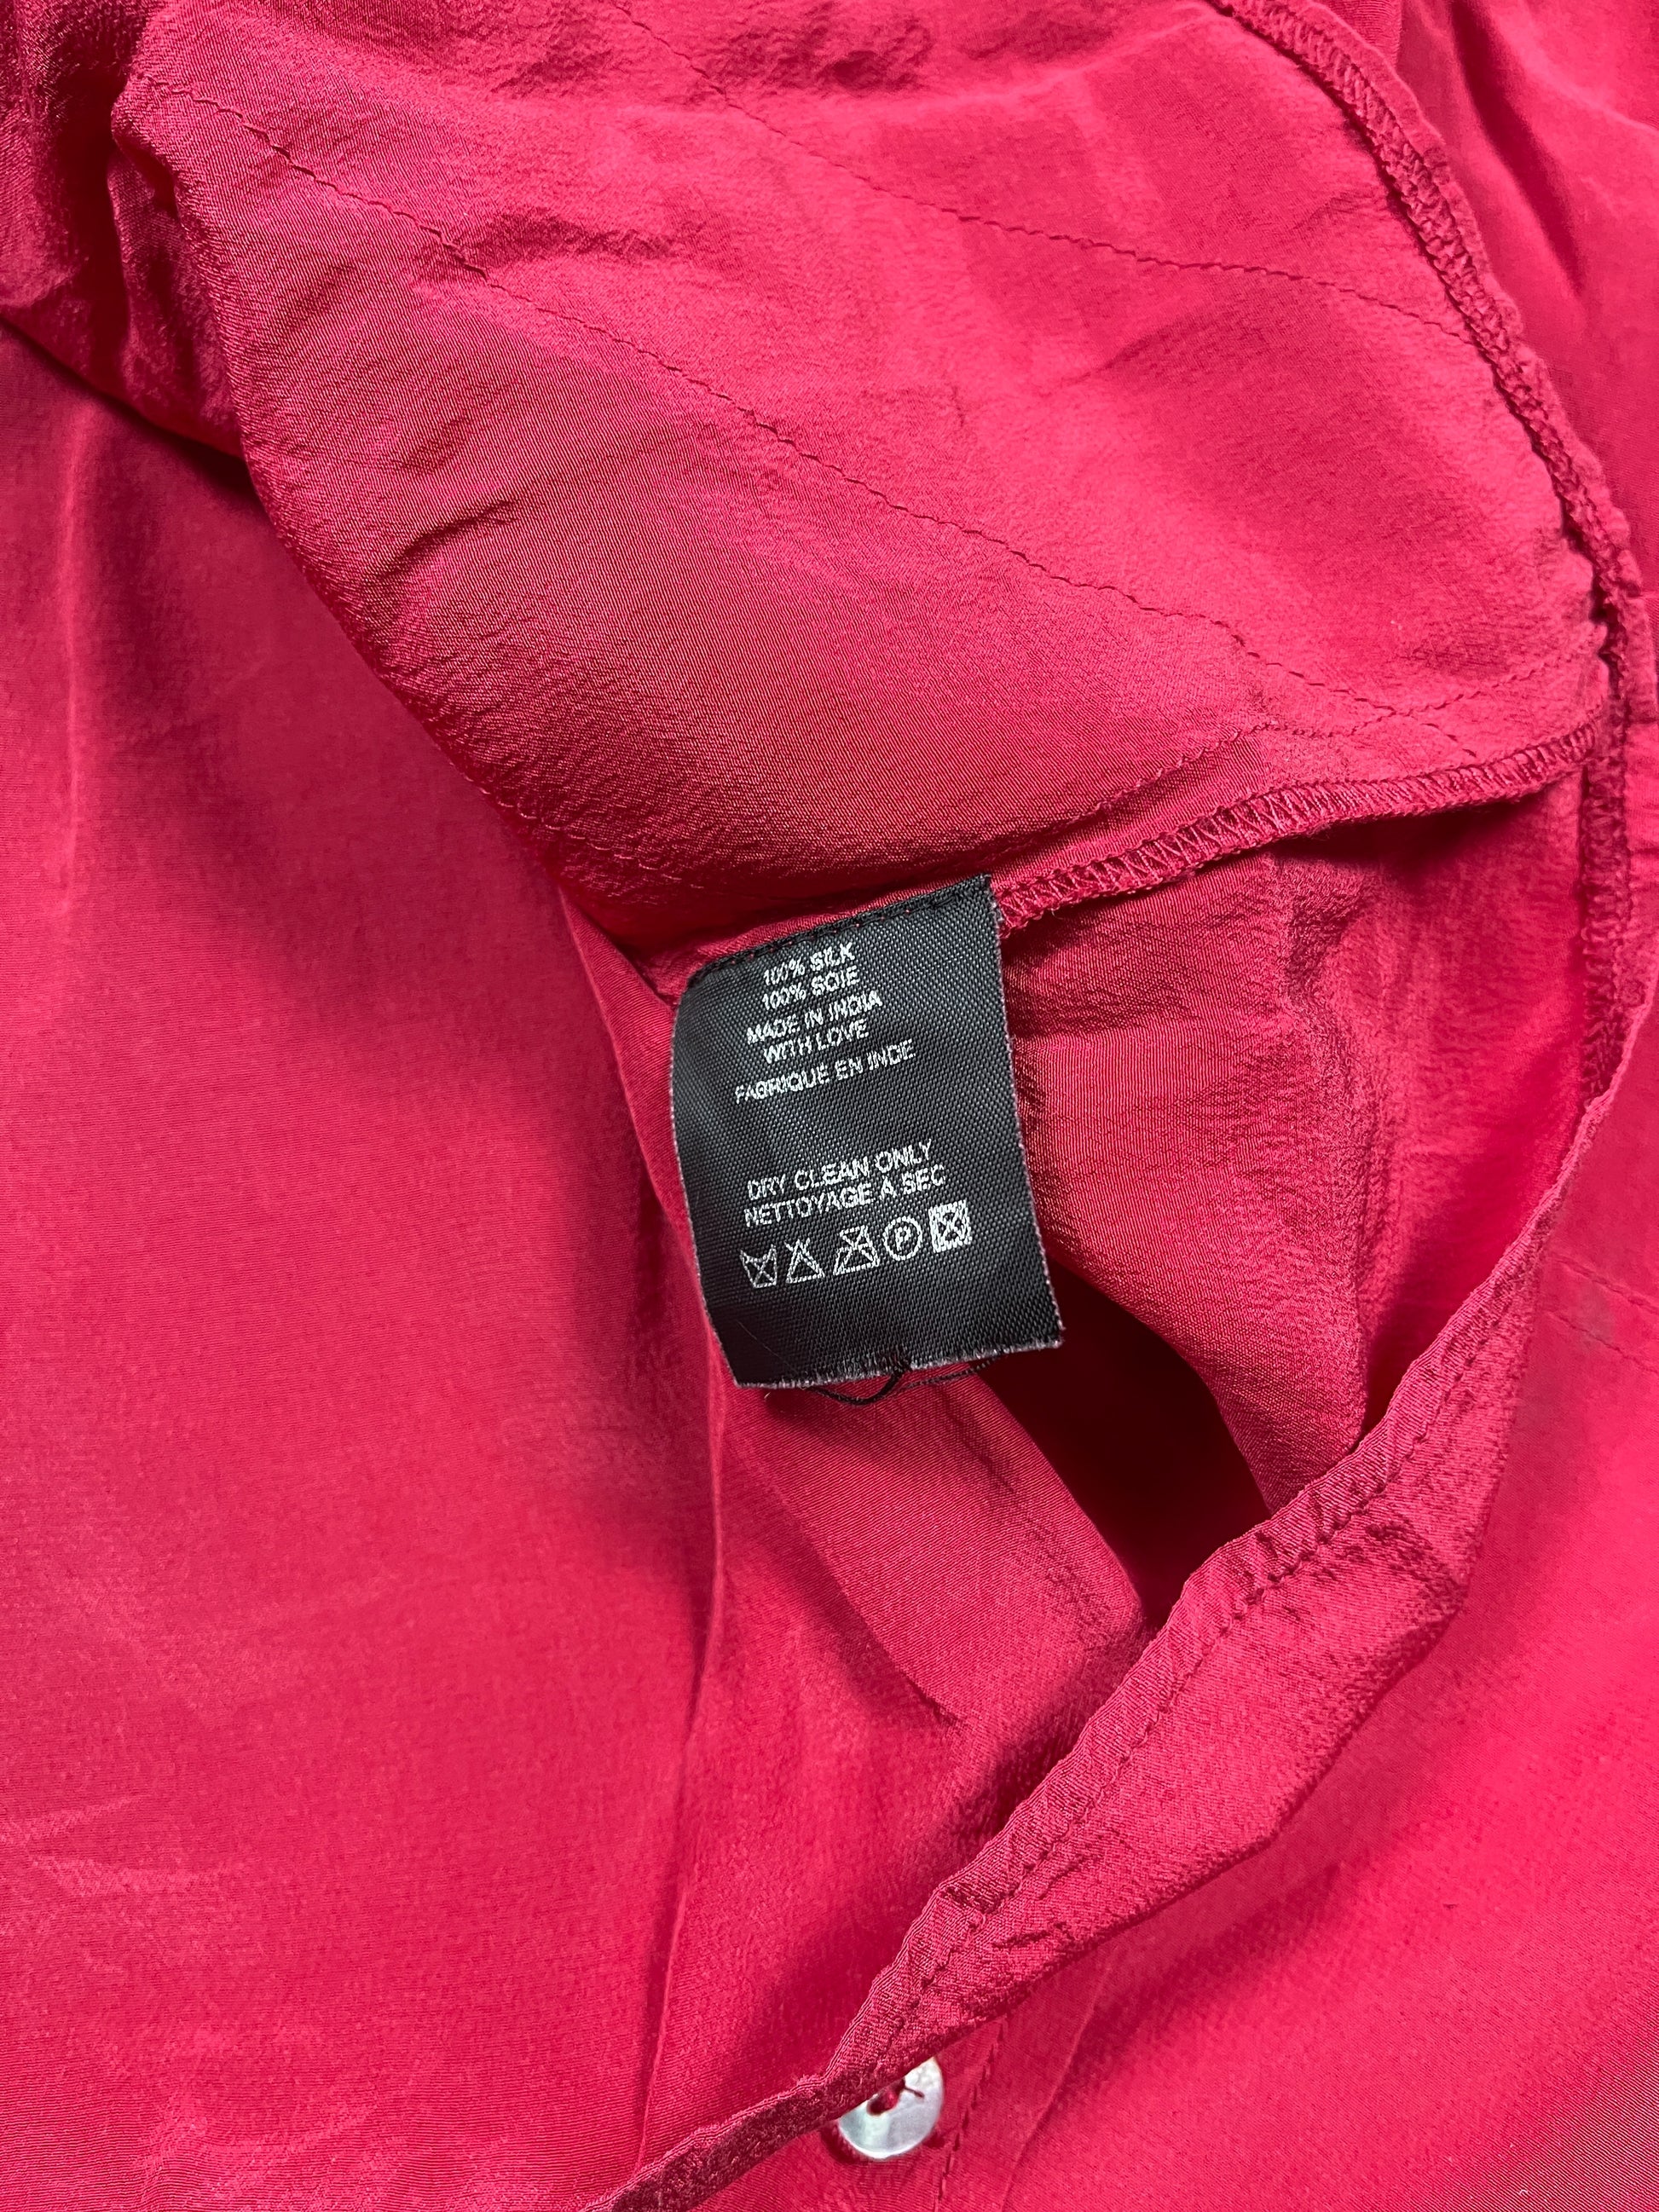 100% SILK
100% SOIE
MADE IN INDIA
WITH LOVE
FABRIQUE EN INDE
DRY CLEAN ONLY
NETTOYAGE A SEC
P